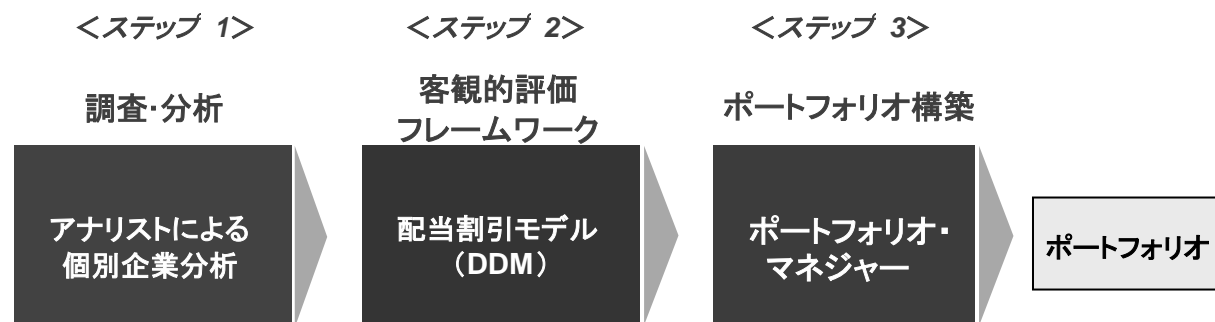 ＜ステップ 1＞
調査・分析
アナリストによる
個別企業分析
＜ステップ 2＞
客観的評価
フレームワーク
配当割引モデル
（DDM）
＜ステップ 3＞
ポートフォリオ構築
ポートフォリオ・
マネジャー
ポートフォリオ